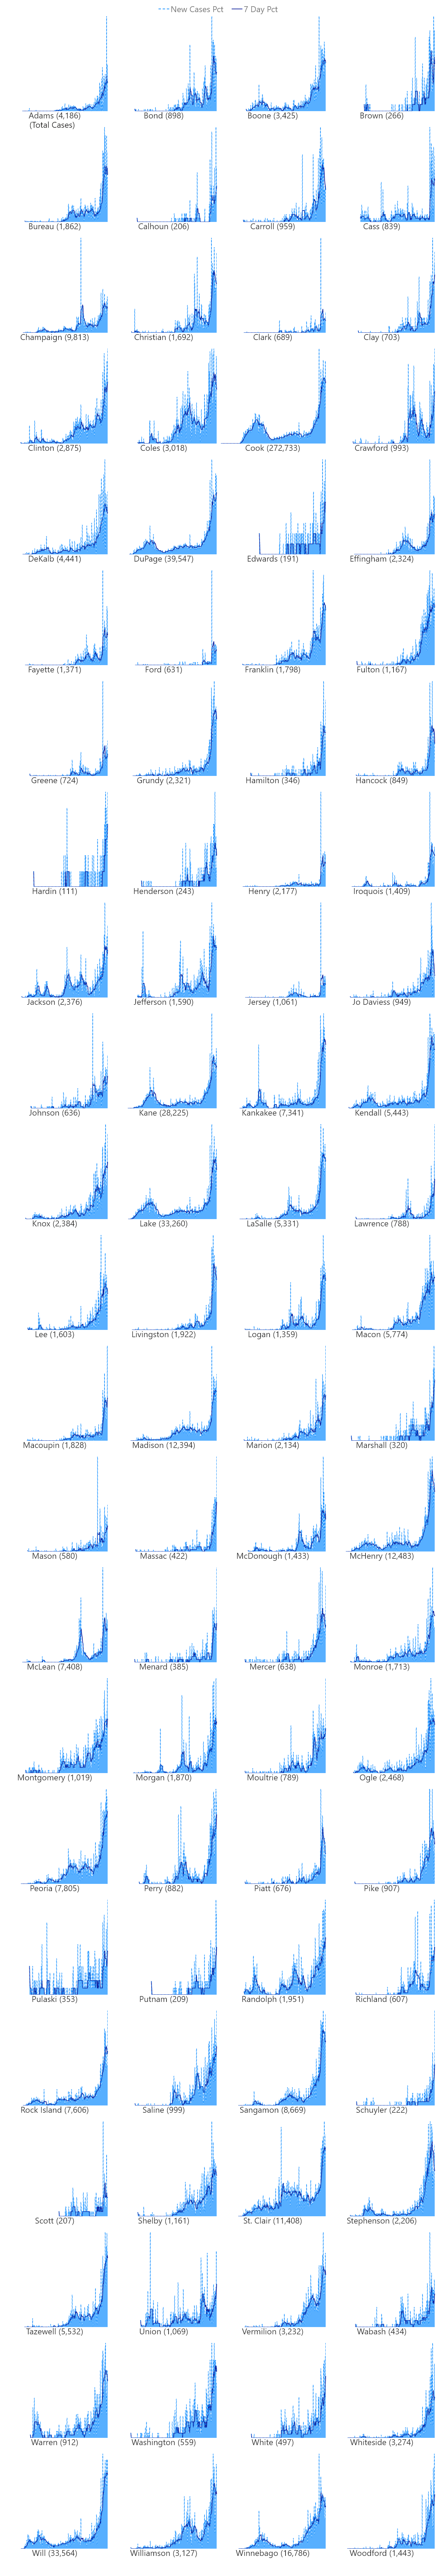 New Cases Pct 7 Day Pct
Adams (4,186) Bond (898) Boone (3,425) Brown (266)
(Total Cases)
Bureau (1,862) Calhoun (206) Carroll (959) Cass (839)
Champaign (9,813) Christian (1,692) Clark (689) Clay (703)
Clinton (2,875) Coles (3,018) Cook (272,733) Crawford (993)
DeKalb (4,441) DuPage (39,547) Edwards (191) Effingham (2,324)
Fayette (1,371) Ford (631) Franklin (1,798) Fulton (1,167)
Greene (724) Grundy (2,321) Hamilton (346) Hancock (849)
Hardin (111) Henderson (243) Henry (2,177) Iroquois (1,409)
Jackson (2,376) Jefferson (1,590) Jersey (1,061) Jo Daviess (949)
Johnson (636) Kane (28,225) Kankakee (7,341) Kendall (5,443)
Knox (2,384) Lake (33,260) LaSalle (5,331) Lawrence (788)
Lee (1,603) Livingston (1,922) Logan (1,359) Macon (5,774)
Macoupin (1,828) Madison (12,394) Marion (2,134) Marshall (320)
Mason (580) Massac (422) McDonough (1,433) McHenry (12,483)
McLean (7,408) Menard (385) Mercer (638) Monroe (1,713)
Montgomery (1,019) Morgan (1,870) Moultrie (789) Ogle (2,468)
Peoria (7,805) Perry (882) Piatt (676) Pike (907)
Pulaski (353) Putnam (209) Randolph (1,951) Richland (607)
Rock Island (7,606) Saline (999) Sangamon (8,669) Schuyler (222)
Scott (207) Shelby (1,161) St. Clair (11,408) Stephenson (2,206)
Tazewell (5,532) Union (1,069) Vermilion (3,232) Wabash (434)
Warren (912) Washington (559) White (497) Whiteside (3,274)
Will (33,564) Williamson (3,127) Winnebago (16,786) Woodford (1,443)